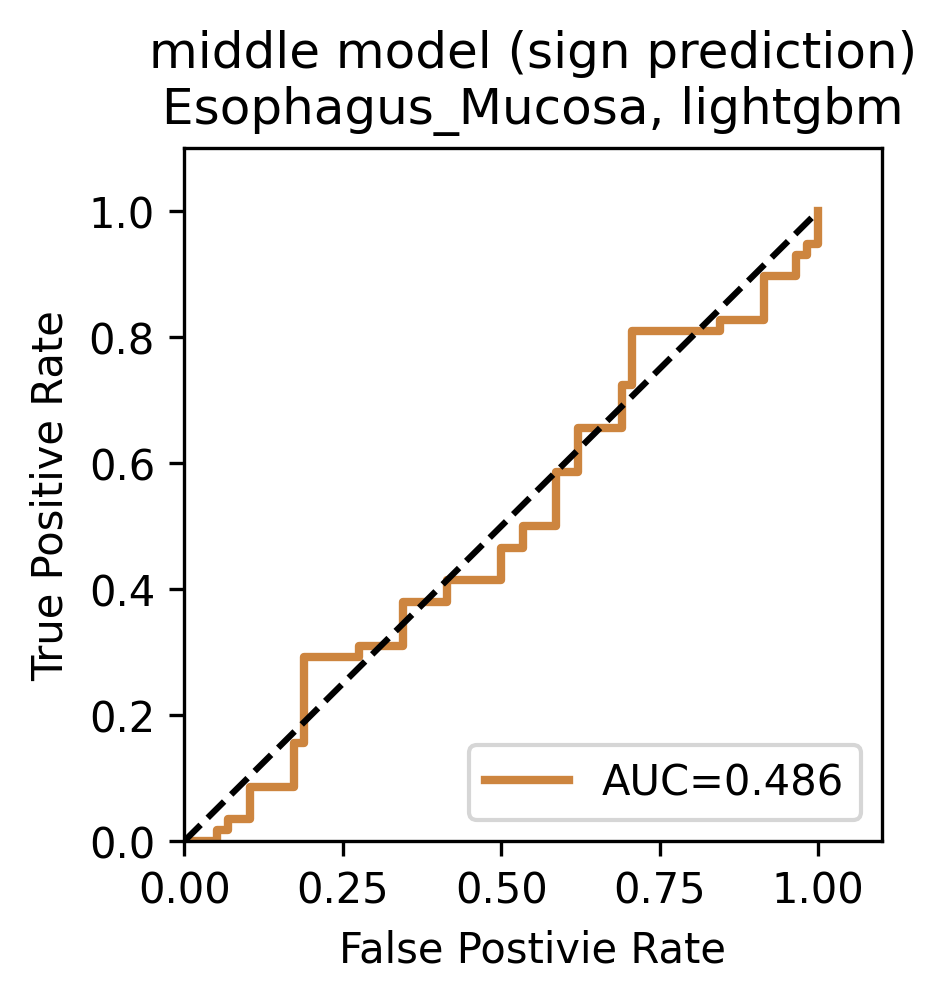 middle model (sign prediction)
Esophagus_Mucosa, lightgbm
True Positive Rate
1.0
0.8
0.6
0.4
0.2
0.0
AUC=0.486
0.00 0.25 0.50 0.75 1.00
False Postivie Rate